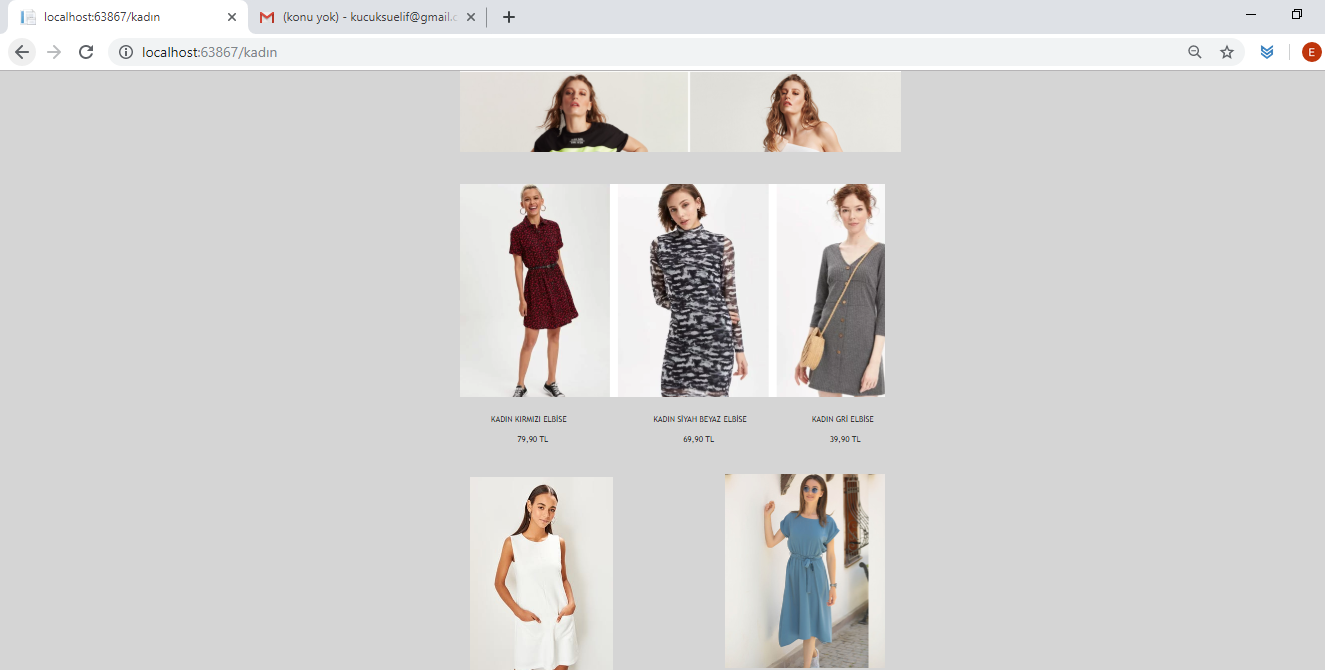 localhost:63867/kadın
(konu yok) - kucuksuelif@gmail.c
localhost:63867/kadın
E
KADIN KIRMIZI ELBİSE
KADIN SİYAH BEYAZ ELBİSE
KADIN GRİ ELBİSE
79,90 TL
69,90 TL
39,90 TL